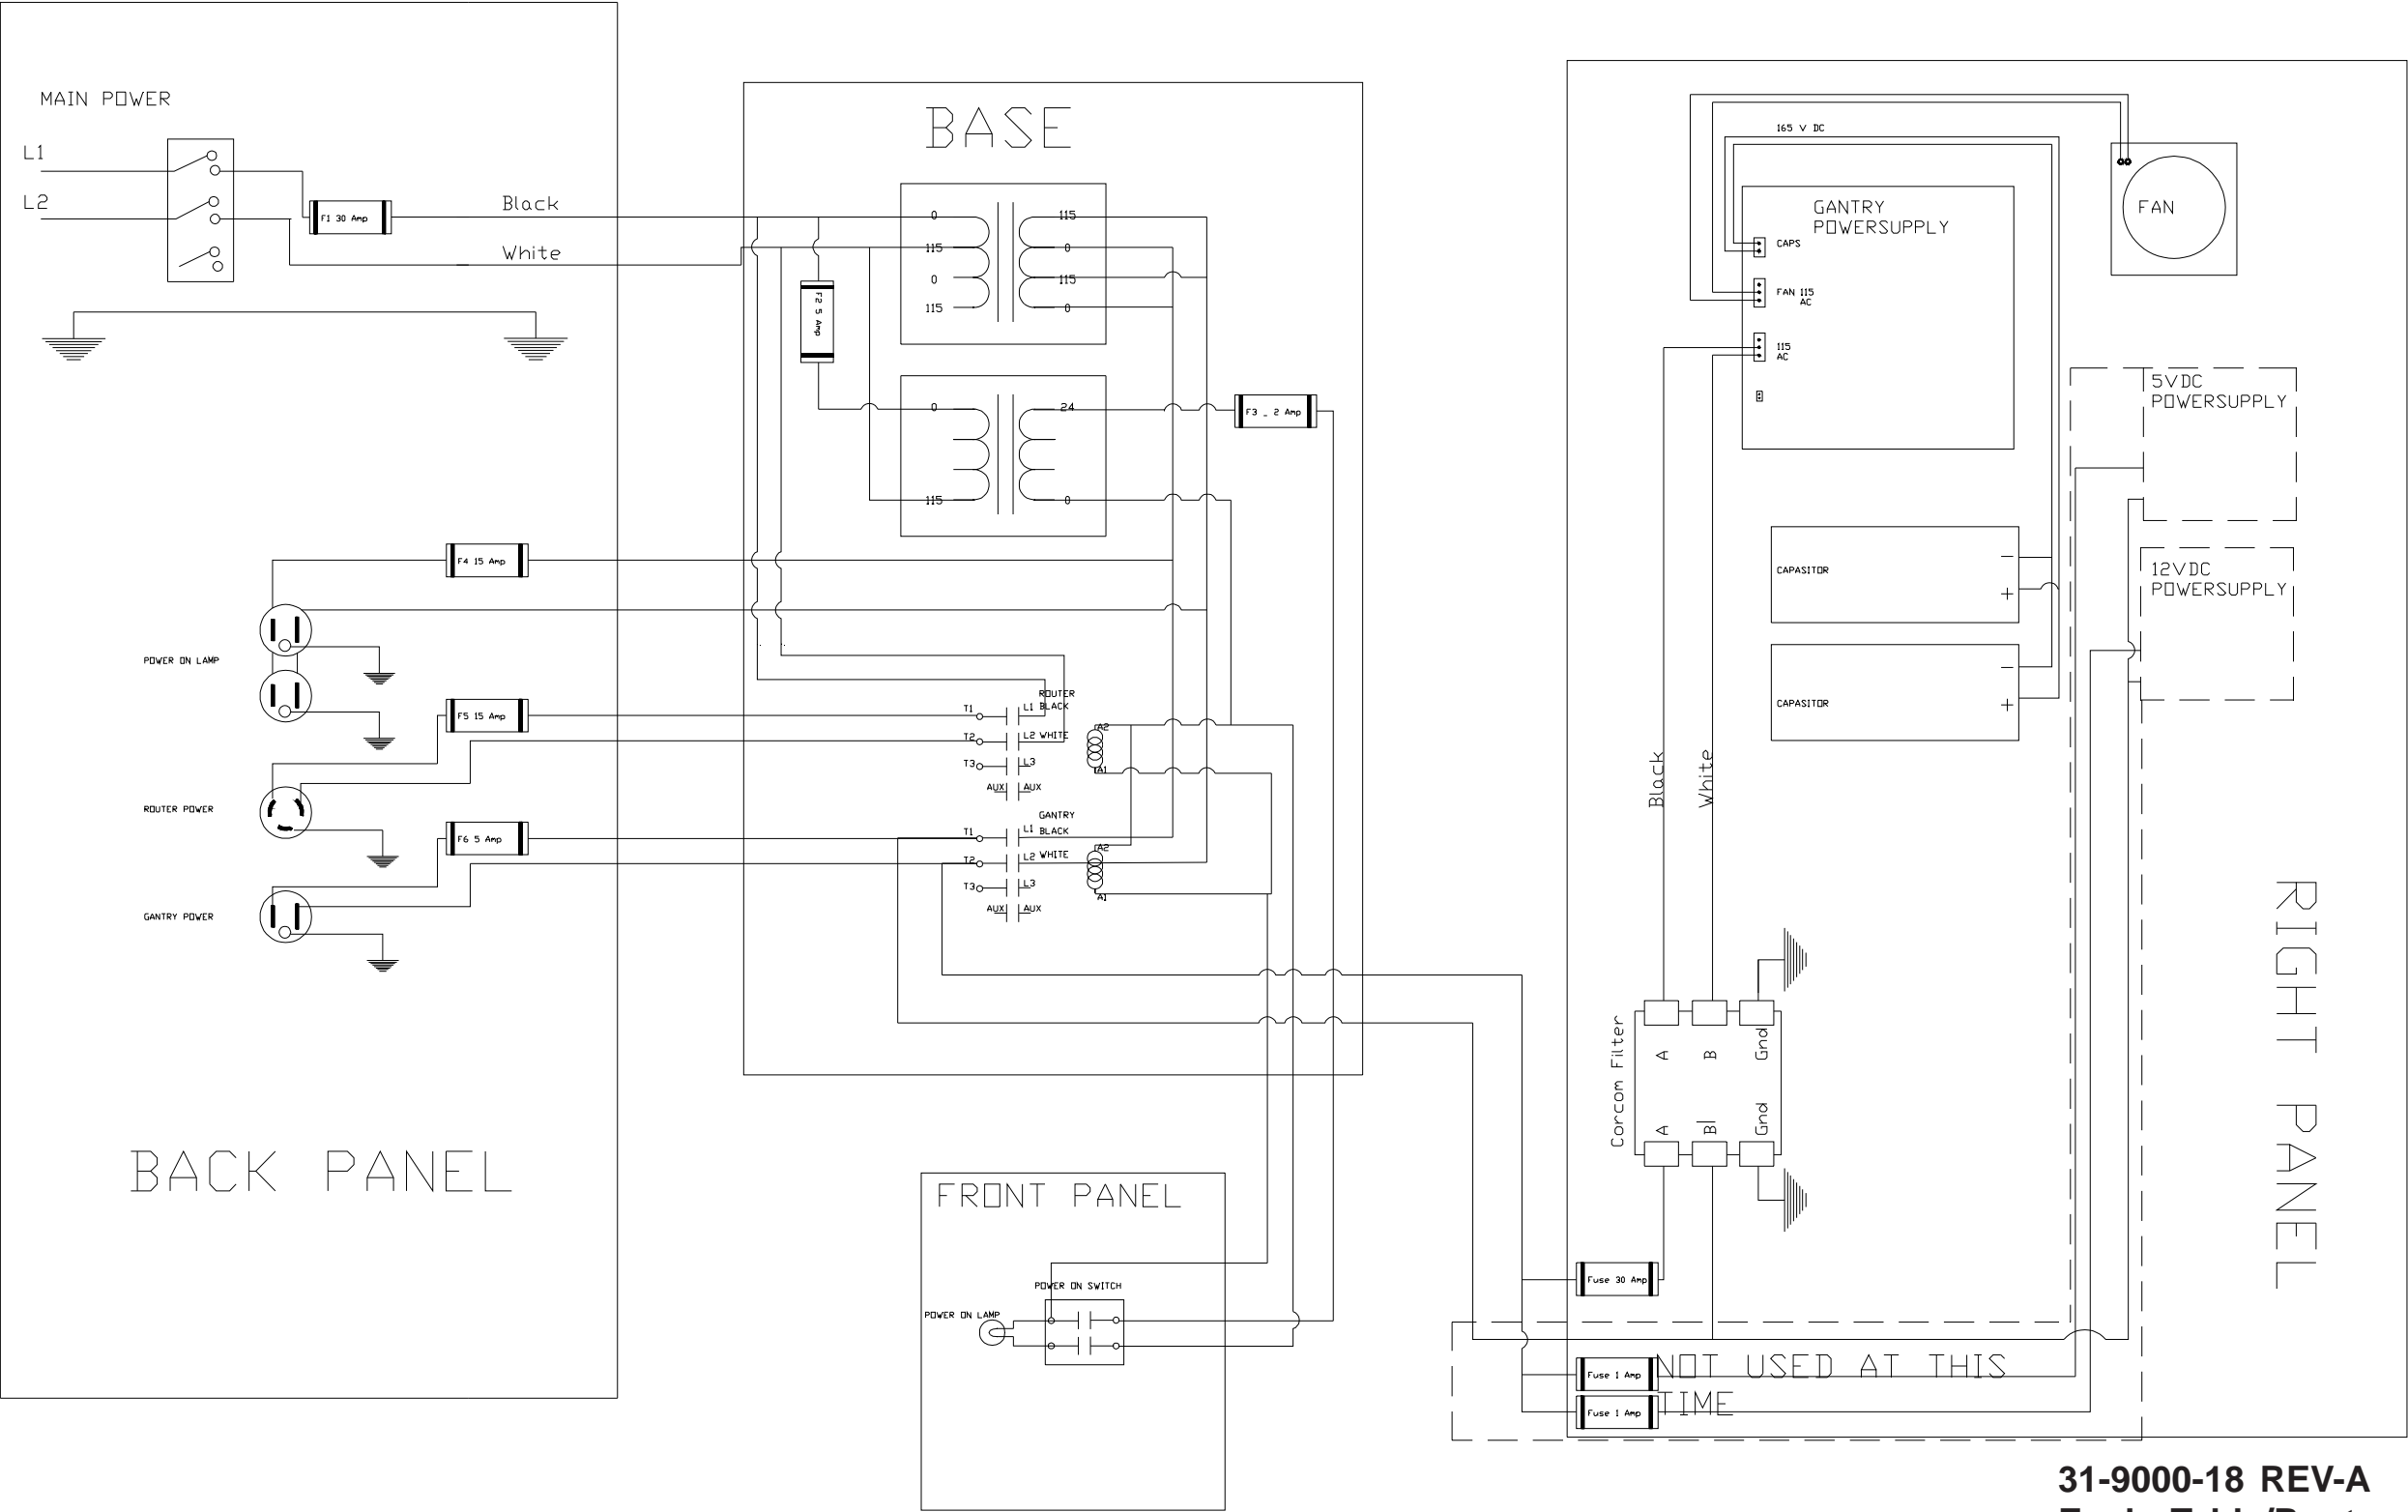 MAIN POWER
L1
L2
F1 30 Amp
Black
White
F4 15 Amp
POWER ON LAMP
F5 15 Amp
ROUTER POWER
F6 5 Amp
GANTRY POWER
BACK PANEL
BASE
0
115
0
115
115
0
115
0
F2 5 Amp
0
115
24
0
F3 _ 2 Amp
ROUTER
T1
L1 BLACK
T2
L2 WHITE
T3
L3
AUX
AUX
A2
A1
GANTRY
T1
L1 BLACK
T2
L2 WHITE
T3
L3
AUX
AUX
A2
A1
FRONT PANEL
POWER ON SWITCH
POWER ON LAMP
165 V DC
GANTRY
POWERSUPPLY
CAPS
FAN 115
AC
115
AC
FAN
5VDC
POWERSUPPLY
12VDC
POWERSUPPLY
CAPASITOR
CAPASITOR
Black
White
Corcom Filter
A
B
Gnd
A
B
Gnd
RIGHT PANEL
Fuse 30 Amp
Fuse 1 Amp
Fuse 1 Amp
NOT USED AT THIS
TIME
31-9000-18 REV-A